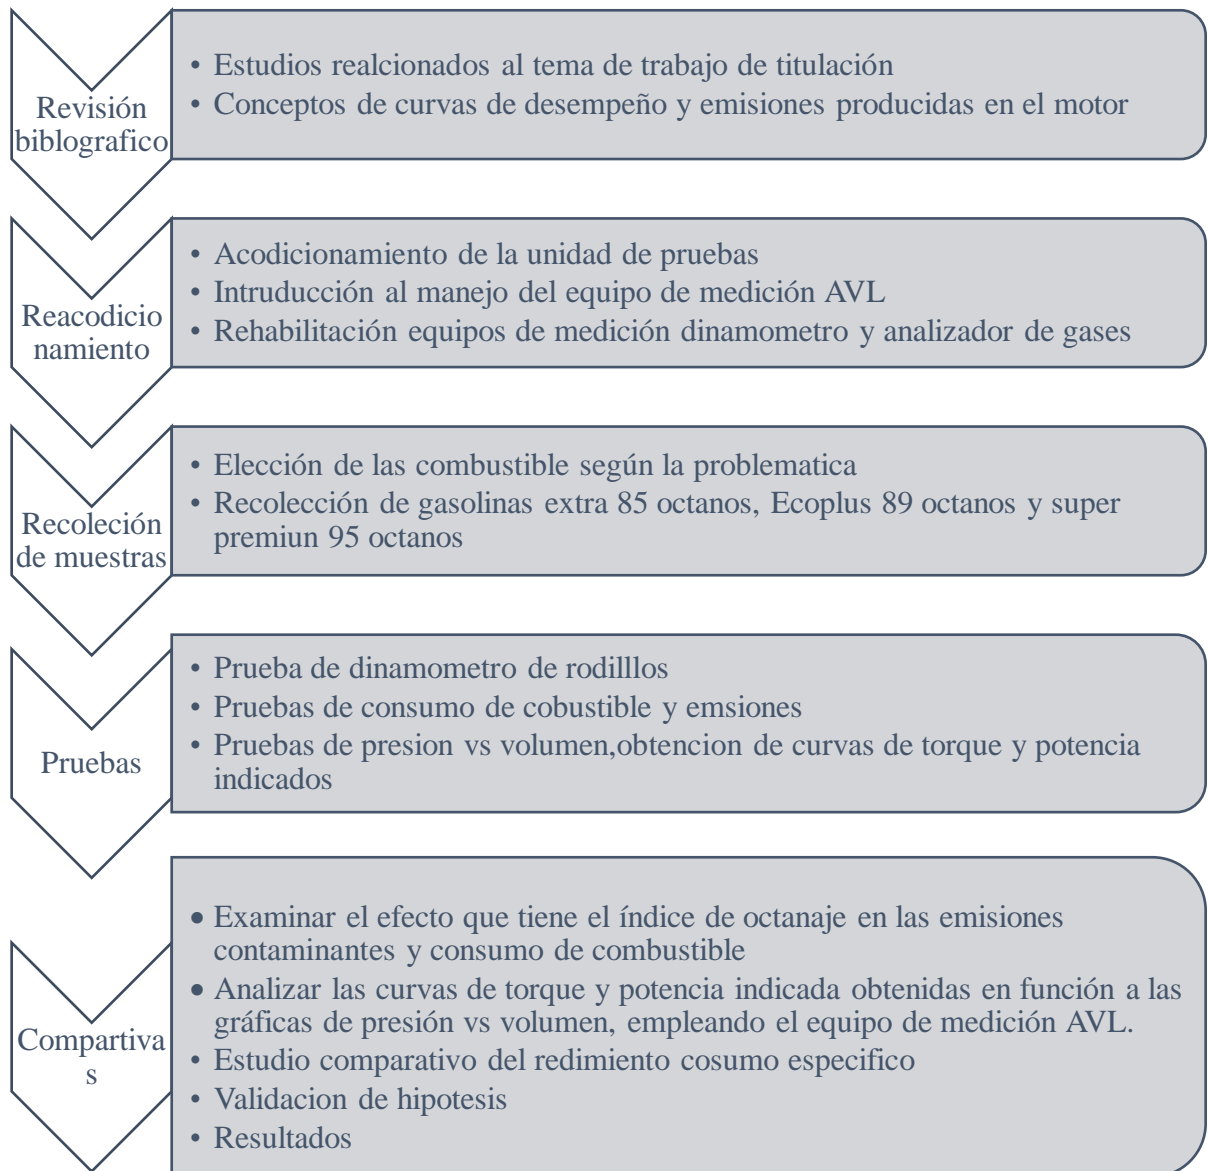 Revisión
biblografico
• Estudios realcionados al tema de trabajo de titulación
• Conceptos de curvas de desempeño y emisiones producidas en el motor
Reacodicio
namiento
• Acodicionamiento de la unidad de pruebas
• Intruducción al manejo del equipo de medición AVL
• Rehabilitación equipos de medición dinamometro y analizador de gases
Recoleción
de muestras
• Elección de las combustible según la problematica
• Recolección de gasolinas extra 85 octanos, Ecoplus 89 octanos y super
premiun 95 octanos
Pruebas
• Prueba de dinamometro de rodilllos
• Pruebas de consumo de cobustible y emsiones
• Pruebas de presion vs volumen,obtencion de curvas de torque y potencia
indicados
Compartiva
s
• Examinar el efecto que tiene el índice de octanaje en las emisiones
contaminantes y consumo de combustible
• Analizar las curvas de torque y potencia indicada obtenidas en función a las
gráficas de presión vs volumen, empleando el equipo de medición AVL.
• Estudio comparativo del redimiento cosumo especifico
• Validacion de hipotesis
• Resultados